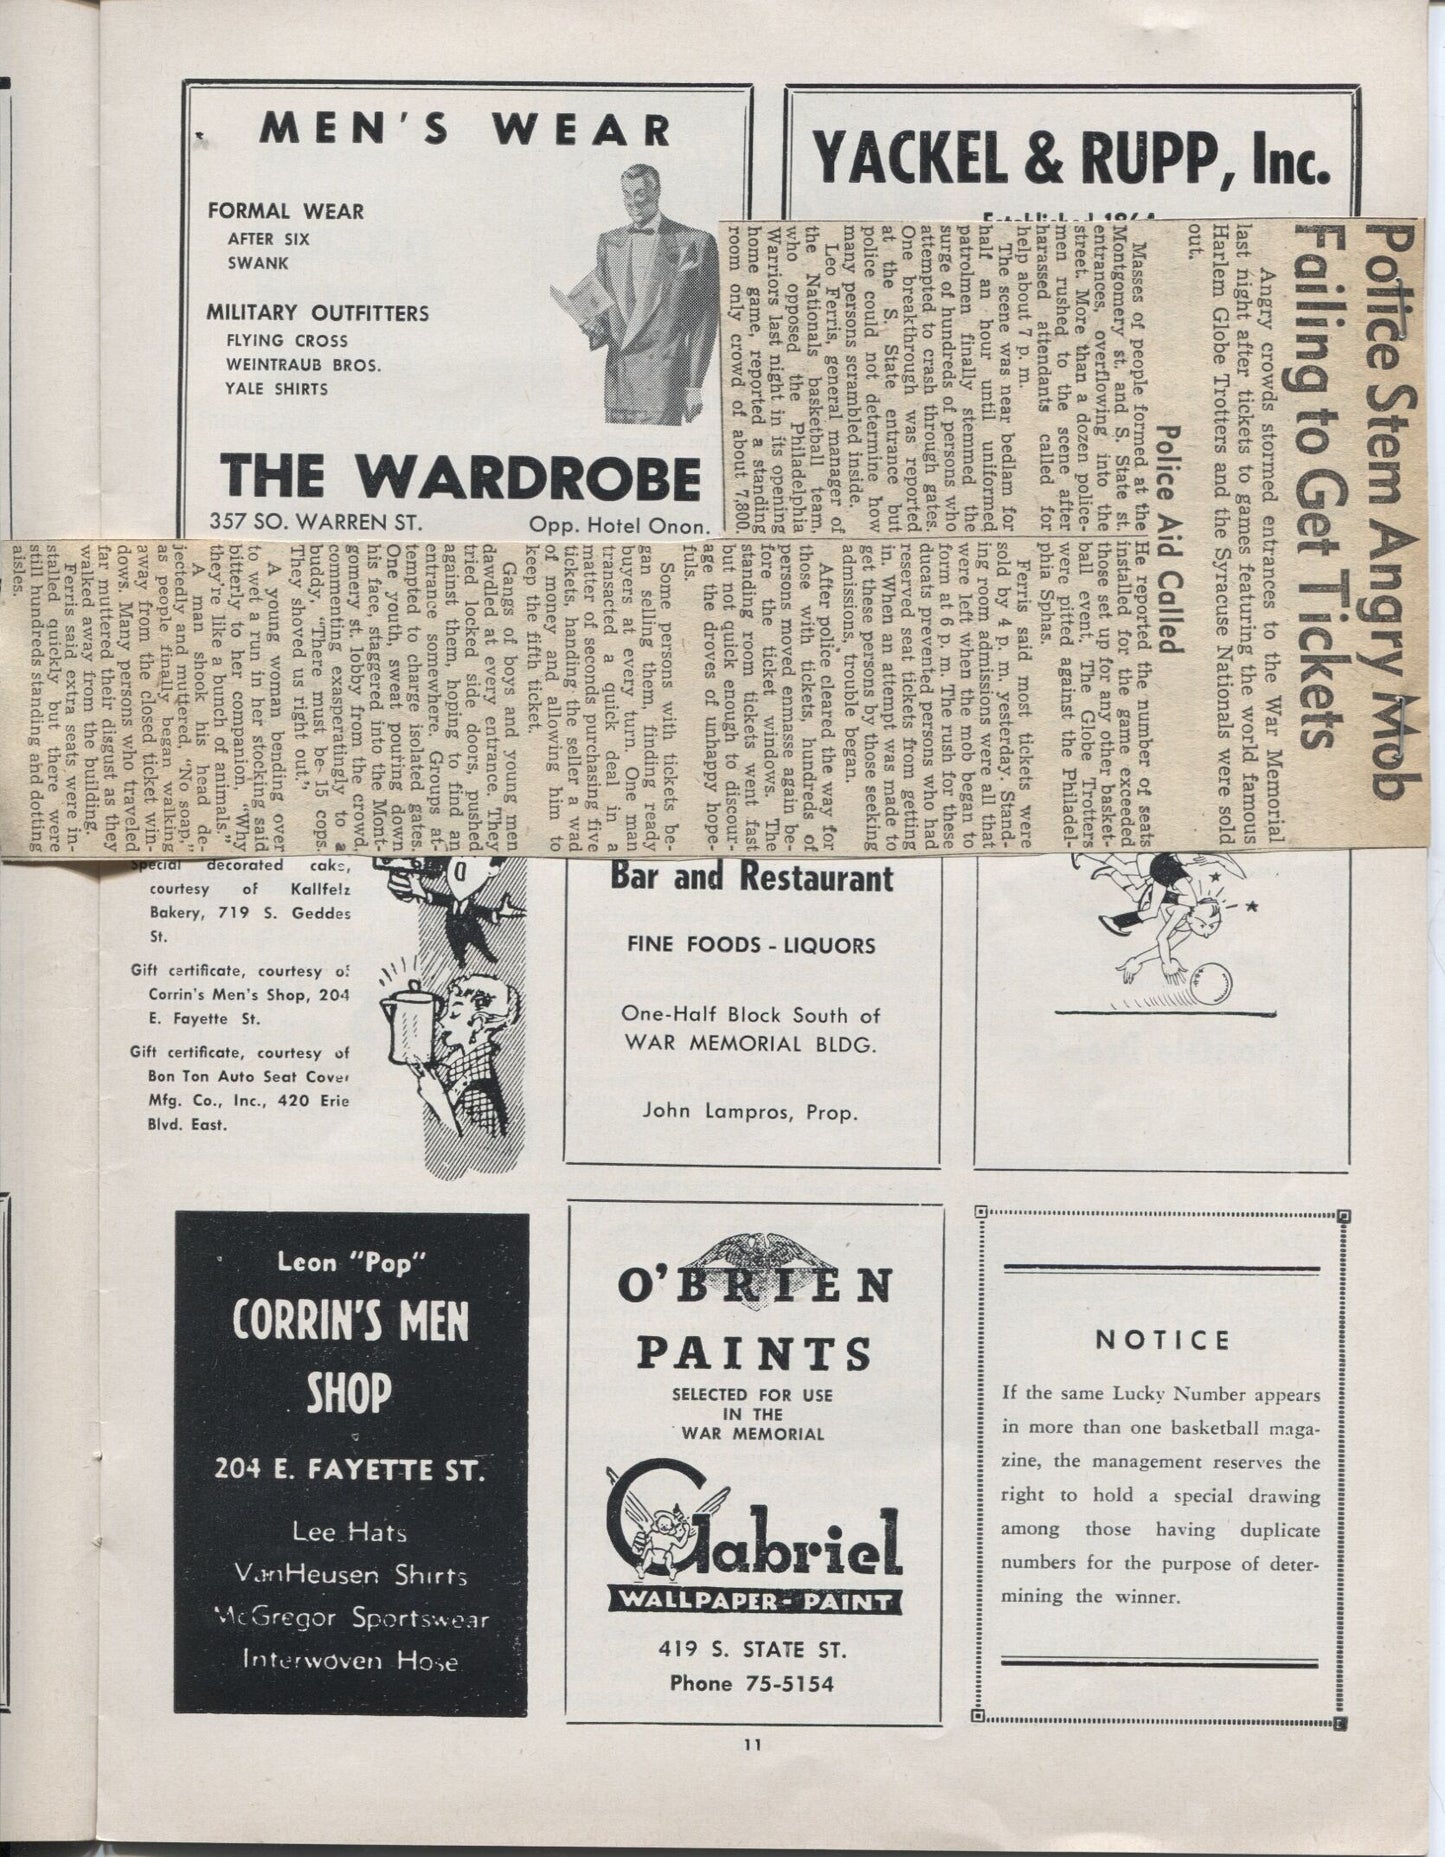 MEN'S WEAR
FORMAL WEAR
AFTER SIX
SWANK
MILITARY OUTFITTERS
FLYING CROSS
WEINTRAUB BROS.
YALE SHIRTS
THE WARDROBE
357 SO. WARREN ST.
Opp. Hotel Onon.
YACKEL & RUPP, Inc.
Established 1864
Police Stem Angry Mob
Failing to Get Tickets
Angry crowds stormed entrances to the War Memorial
last night after tickets to games featuring the world famous
Harlem Globe Trotters and the Syracuse Nationals were sold
out.
Police Aid Called
Masses of people formed at the
Montgomery st. and S. State st.
entrances, overflowing into the
street. More than a dozen police-
men rushed to the scene after
harassed attendants called for
help about 7 p. m.
The scene was near bedlam for
half an hour until uniformed
patrolmen finally stemmed the
surge of hundreds of persons who
attempted to crash through gates.
One breakthrough was reported
at the S. State entrance but
police could not determine how
many persons scrambled inside.
Leo Ferris, general manager of
the Nationals basketball team,
who opposed the Philadelphia
Warriors last night in its opening
home game, reported a standing
room only crowd of about 7,800.
He reported the number of seats
installed for the game exceeded
those set up for any other basket-
ball event. The Globe Trotters
were pitted against the Philadel-
phia Sphas.
Ferris said most tickets were
sold by 4 p. m. yesterday. Stand-
ing room admissions were all that
were left when the mob began to
form at 6 p. m. The rush for these
ducats prevented persons who had
reserved seat tickets from getting
in. When an attempt was made to
get these persons by those seeking
admissions, trouble began.
After police cleared the way for
those with tickets, hundreds of
persons moved enmasse again be-
fore the ticket windows. The
standing room tickets went fast
but not quick enough to discour-
age the droves of unhappy hope-
fuls.
Some persons with tickets be-
gan selling them, finding ready
buyers at every turn. One man
transacted a quick deal in a
matter of seconds purchasing five
tickets, handing the seller a wad
of money and allowing him to
keep the fifth ticket.
Gangs of boys and young men
dawdled at every entrance. They
tried locked side doors, pushed
against them, hoping to find an
entrance somewhere. Groups at-
tempted to charge isolated gates.
One youth, sweat pouring down
his face, staggered into the Mont-
gomery st. lobby from the crowd,
commenting exasperatingly to a
buddy, "There must be 15 cops.
They shoved us right out."
A young woman bending over
to wet a run in her stocking said
bitterly to her companion, "Why
they're like a bunch of animals."
A man shook his head de-
jectedly and muttered, "No soap,"
as people finally began walking
away from the closed ticket win-
dows. Many persons who traveled
far muttered their disgust as they
walked away from the building.
Ferris said extra seats were in-
stalled quickly but there were
still hundreds standing and dotting
aisles.
Special decorated cake,
courtesy of Kallfelz
Bakery, 719 S. Geddes
St.
Gift certificate, courtesy of
Corrin's Men's Shop, 204
E. Fayette St.
Gift certificate, courtesy of
Bon Ton Auto Seat Cover
Mfg. Co., Inc., 420 Erie
Blvd. East.
Bar and Restaurant
FINE FOODS - LIQUORS
One-Half Block South of
WAR MEMORIAL BLDG.
John Lampros, Prop.
Leon "Pop"
CORRIN'S MEN
SHOP
204 E. FAYETTE ST.
Lee Hats
VanHeusen Shirts
McGregor Sportswear
Interwoven Hose
O'BRIEN
PAINTS
SELECTED FOR USE
IN THE
WAR MEMORIAL
Gabriel
WALLPAPER - PAINT
419 S. STATE ST.
Phone 75-5154
NOTICE
If the same Lucky Number appears
in more than one basketball maga-
zine, the management reserves the
right to hold a special drawing
among those having duplicate
numbers for the purpose of deter-
mining the winner.
11